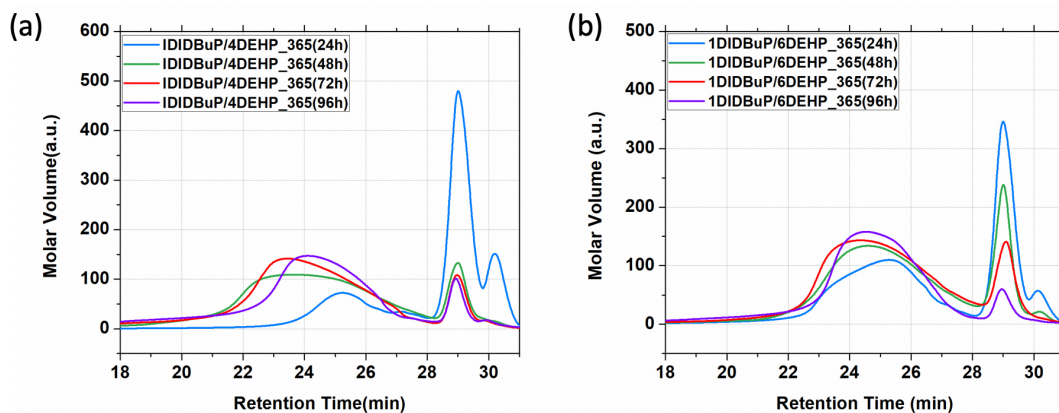 (a)
600
500
400
300
200
100
0
Molar Volume(a.u.)
IDIDBuP/4DEHP_365(24h)
IDIDBuP/4DEHP_365(48h)
IDIDBuP/4DEHP_365(72h)
IDIDBuP/4DEHP_365(96h)
18 20 22 24 26 28 30
Retention Time(min)
(b)
500
400
300
200
100
0
Molar Volume (a.u.)
1DIDBuP/6DEHP_365(24h)
1DIDBuP/6DEHP_365(48h)
1DIDBuP/6DEHP_365(72h)
1DIDBuP/6DEHP_365(96h)
18 20 22 24 26 28 30
Retention Time (min)